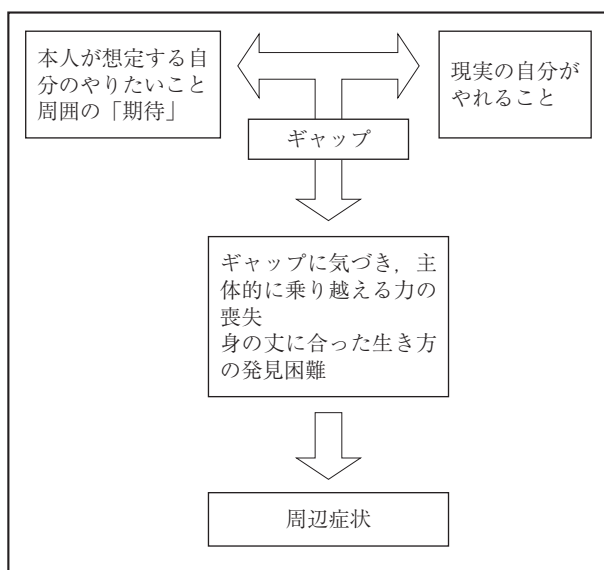 本人が想定する自
分のやりたいこと
周囲の「期待」
現実の自分が
やれること
ギャップ
ギャップに気づき，主
体的に乗り越える力の
喪失
身の丈に合った生き方
の発見困難
周辺症状